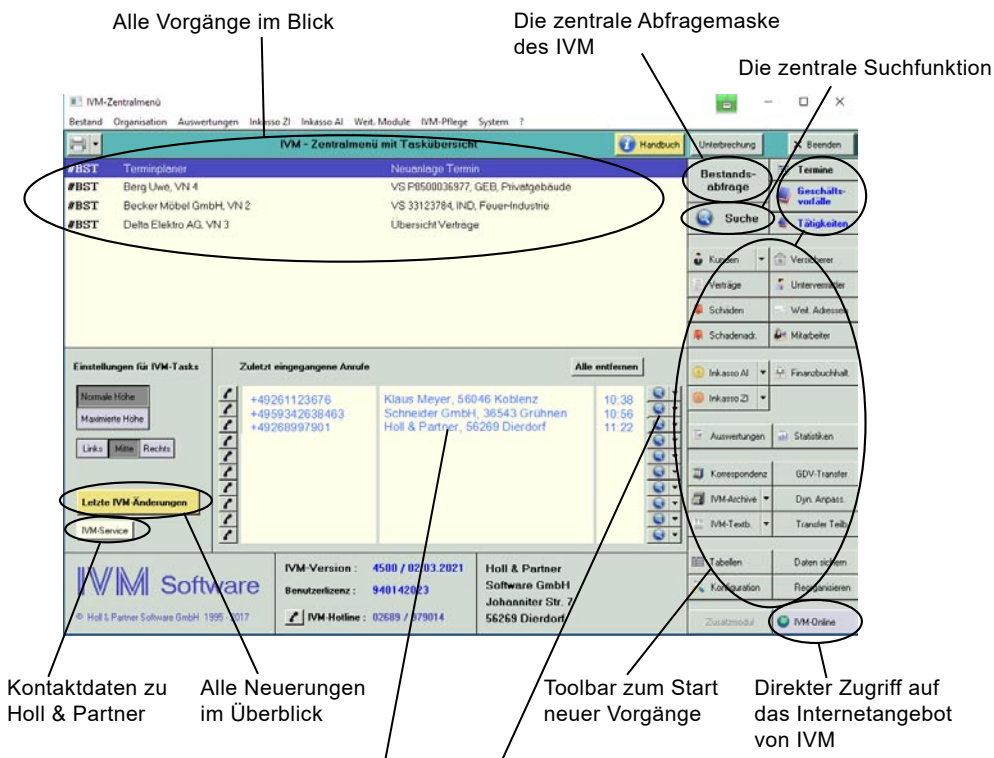 Alle Vorgänge im Blick
Die zentrale Abfragemaske
des IVM
Die zentrale Suchfunktion
IVM-Zentralmenü
Bestand Organisation Auswertungen Inkasso ZI Inkasso AI Weit. Module IVM-Pflege System ?
IVM - Zentralmenü mit Taskübersicht
Handbuch
Unterbrechung
Beenden
#BST Terminplaner Neuanlage Termin
#BST Berg Uwe, VN 4 VS P8500036977, GEB, Privatgebäude
#BST Becker Möbel GmbH, VN 2 VS 33123784, IND, Feuer-Industrie
#BST Delta Elektro AG, VN 3 Übersicht Verträge
Bestands-
abfrage
Suche
Termine
Geschäfts-
vorfälle
Tätigkeiten
Kunden Versicherer
Verträge Untervermittler
Schäden Weit. Adressen
Schadenadr. Mitarbeiter
Inkasso AI Finanzbuchhalt.
Inkasso ZI
Auswertungen Statistiken
Korrespondenz GDV-Transfer
IVM-Archive Dyn. Anpass.
IVM-Textb. Transfer Teilb.
Tabellen Daten sichern
Konfiguration Reorganisieren
Zusatzmodul IVM-Online
Einstellungen für IVM-Tasks
Normale Höhe
Maximierte Höhe
Links Mitte Rechts
Letzte IVM-Änderungen
IVM-Service
Zuletzt eingegangene Anrufe
Alle entfernen
+49261123676 Klaus Meyer, 56046 Koblenz 10:38
+4959342638463 Schneider GmbH, 36543 Grühnen 10:56
+49268997901 Holl & Partner, 56269 Dierdorf 11:22
IVM Software
© Holl & Partner Software GmbH 1995 - 2017
IVM-Version : 4500 / 02.03.2021
Benutzerlizenz : 940142023
IVM-Hotline : 02689 / 979014
Holl & Partner
Software GmbH
Johanniter Str. 7
56269 Dierdorf
Kontaktdaten zu
Holl & Partner
Alle Neuerungen
im Überblick
Toolbar zum Start
neuer Vorgänge
Direkter Zugriff auf
das Internetangebot
von IVM